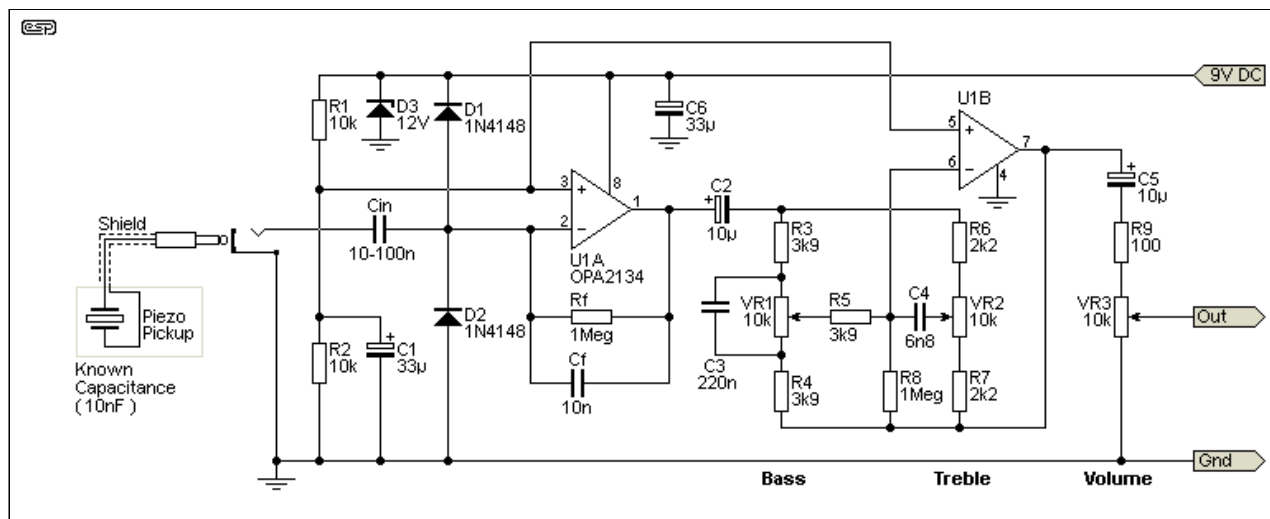 esp
9V DC
R1
10k
D3
12V
D1
1N4148
C6
33µ
U1B
5
+
6
−
7
4
3
+
8
2
−
1
U1A
OPA2134
Shield
Cin
10-100n
C2
+
10µ
+
C5
10µ
R3
3k9
R6
2k2
R9
100
Piezo
Pickup
Known
Capacitance
(10nF)
D2
1N4148
Rf
1Meg
Cf
10n
VR1
10k
R5
3k9
C4
6n8
VR2
10k
VR3
10k
Out
R2
10k
+
C1
33µ
C3
220n
R4
3k9
R8
1Meg
R7
2k2
Gnd
Bass
Treble
Volume